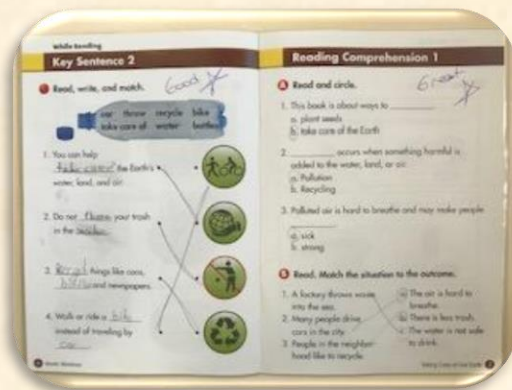 While Reading
Key Sentence 2
Read, write, and match.
Good
car throw recycle bike
take care of water bottles
1. You can help
take care of the Earth's
water, land, and air.
2. Do not throw your trash
in the water.
3. things like cans,
and newspapers.
4. Walk or ride a bike
instead of traveling by
car.
Reading Comprehension 1
Great
A Read and circle.
1. This book is about ways to
a. plant seeds
b. take care of the Earth
2. occurs when something harmful is
added to the water, land, or air.
a. Pollution
b. Recycling
3. Polluted air is hard to breathe and may make people
a. sick
b. strong
B Read. Match the situation to the outcome.
1. A factory throws waste
into the sea.
2. Many people drive
cars in the city.
3. People in the neighbor-
hood like to recycle.
a The air is hard to
breathe.
b There is less trash.
c The water is not safe
to drink.
Taking Care of Our Earth